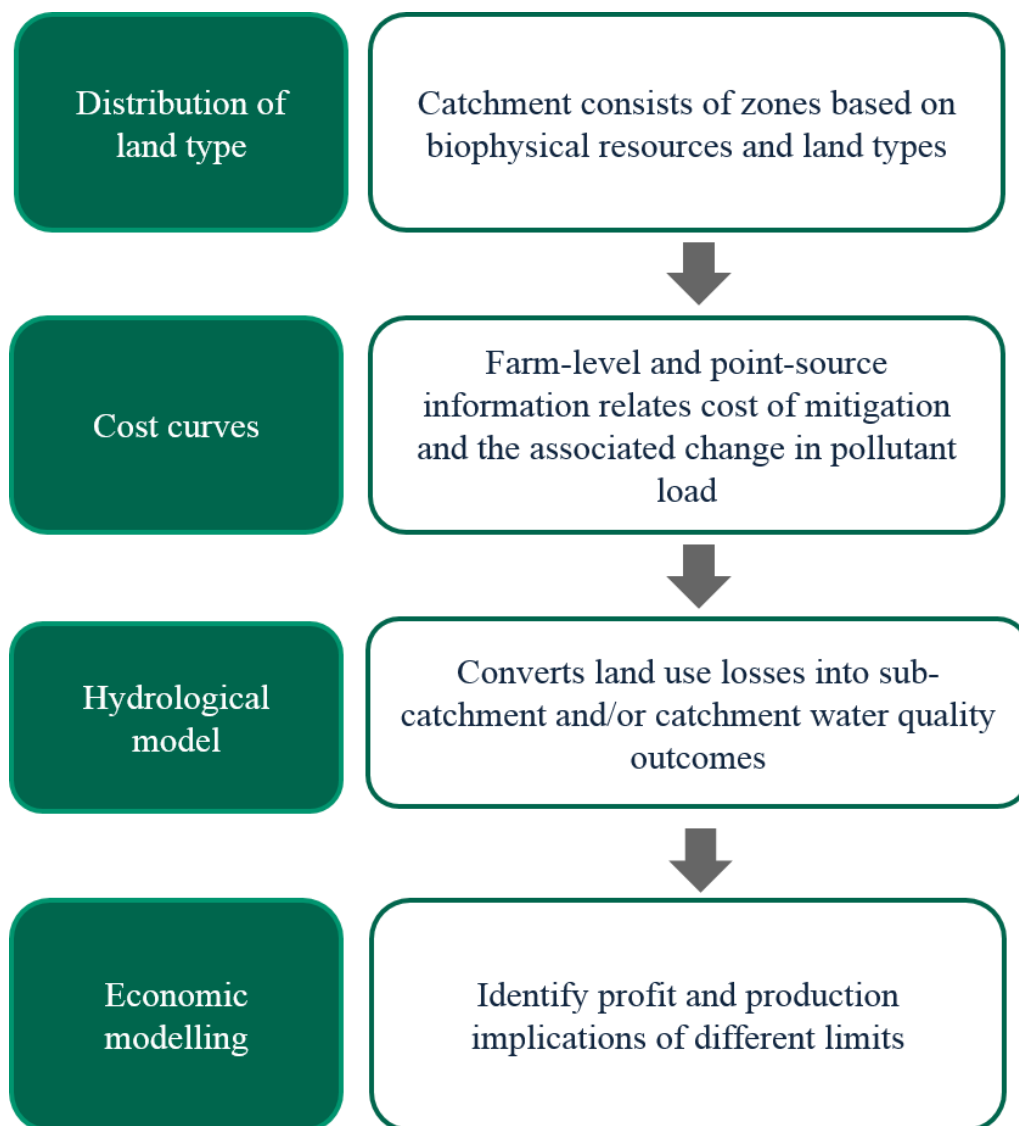 Distribution of
land type
Catchment consists of zones based on
biophysical resources and land types
Cost curves
Farm-level and point-source
information relates cost of mitigation
and the associated change in pollutant
load
Hydrological
model
Converts land use losses into sub-
catchment and/or catchment water quality
outcomes
Economic
modelling
Identify profit and production
implications of different limits